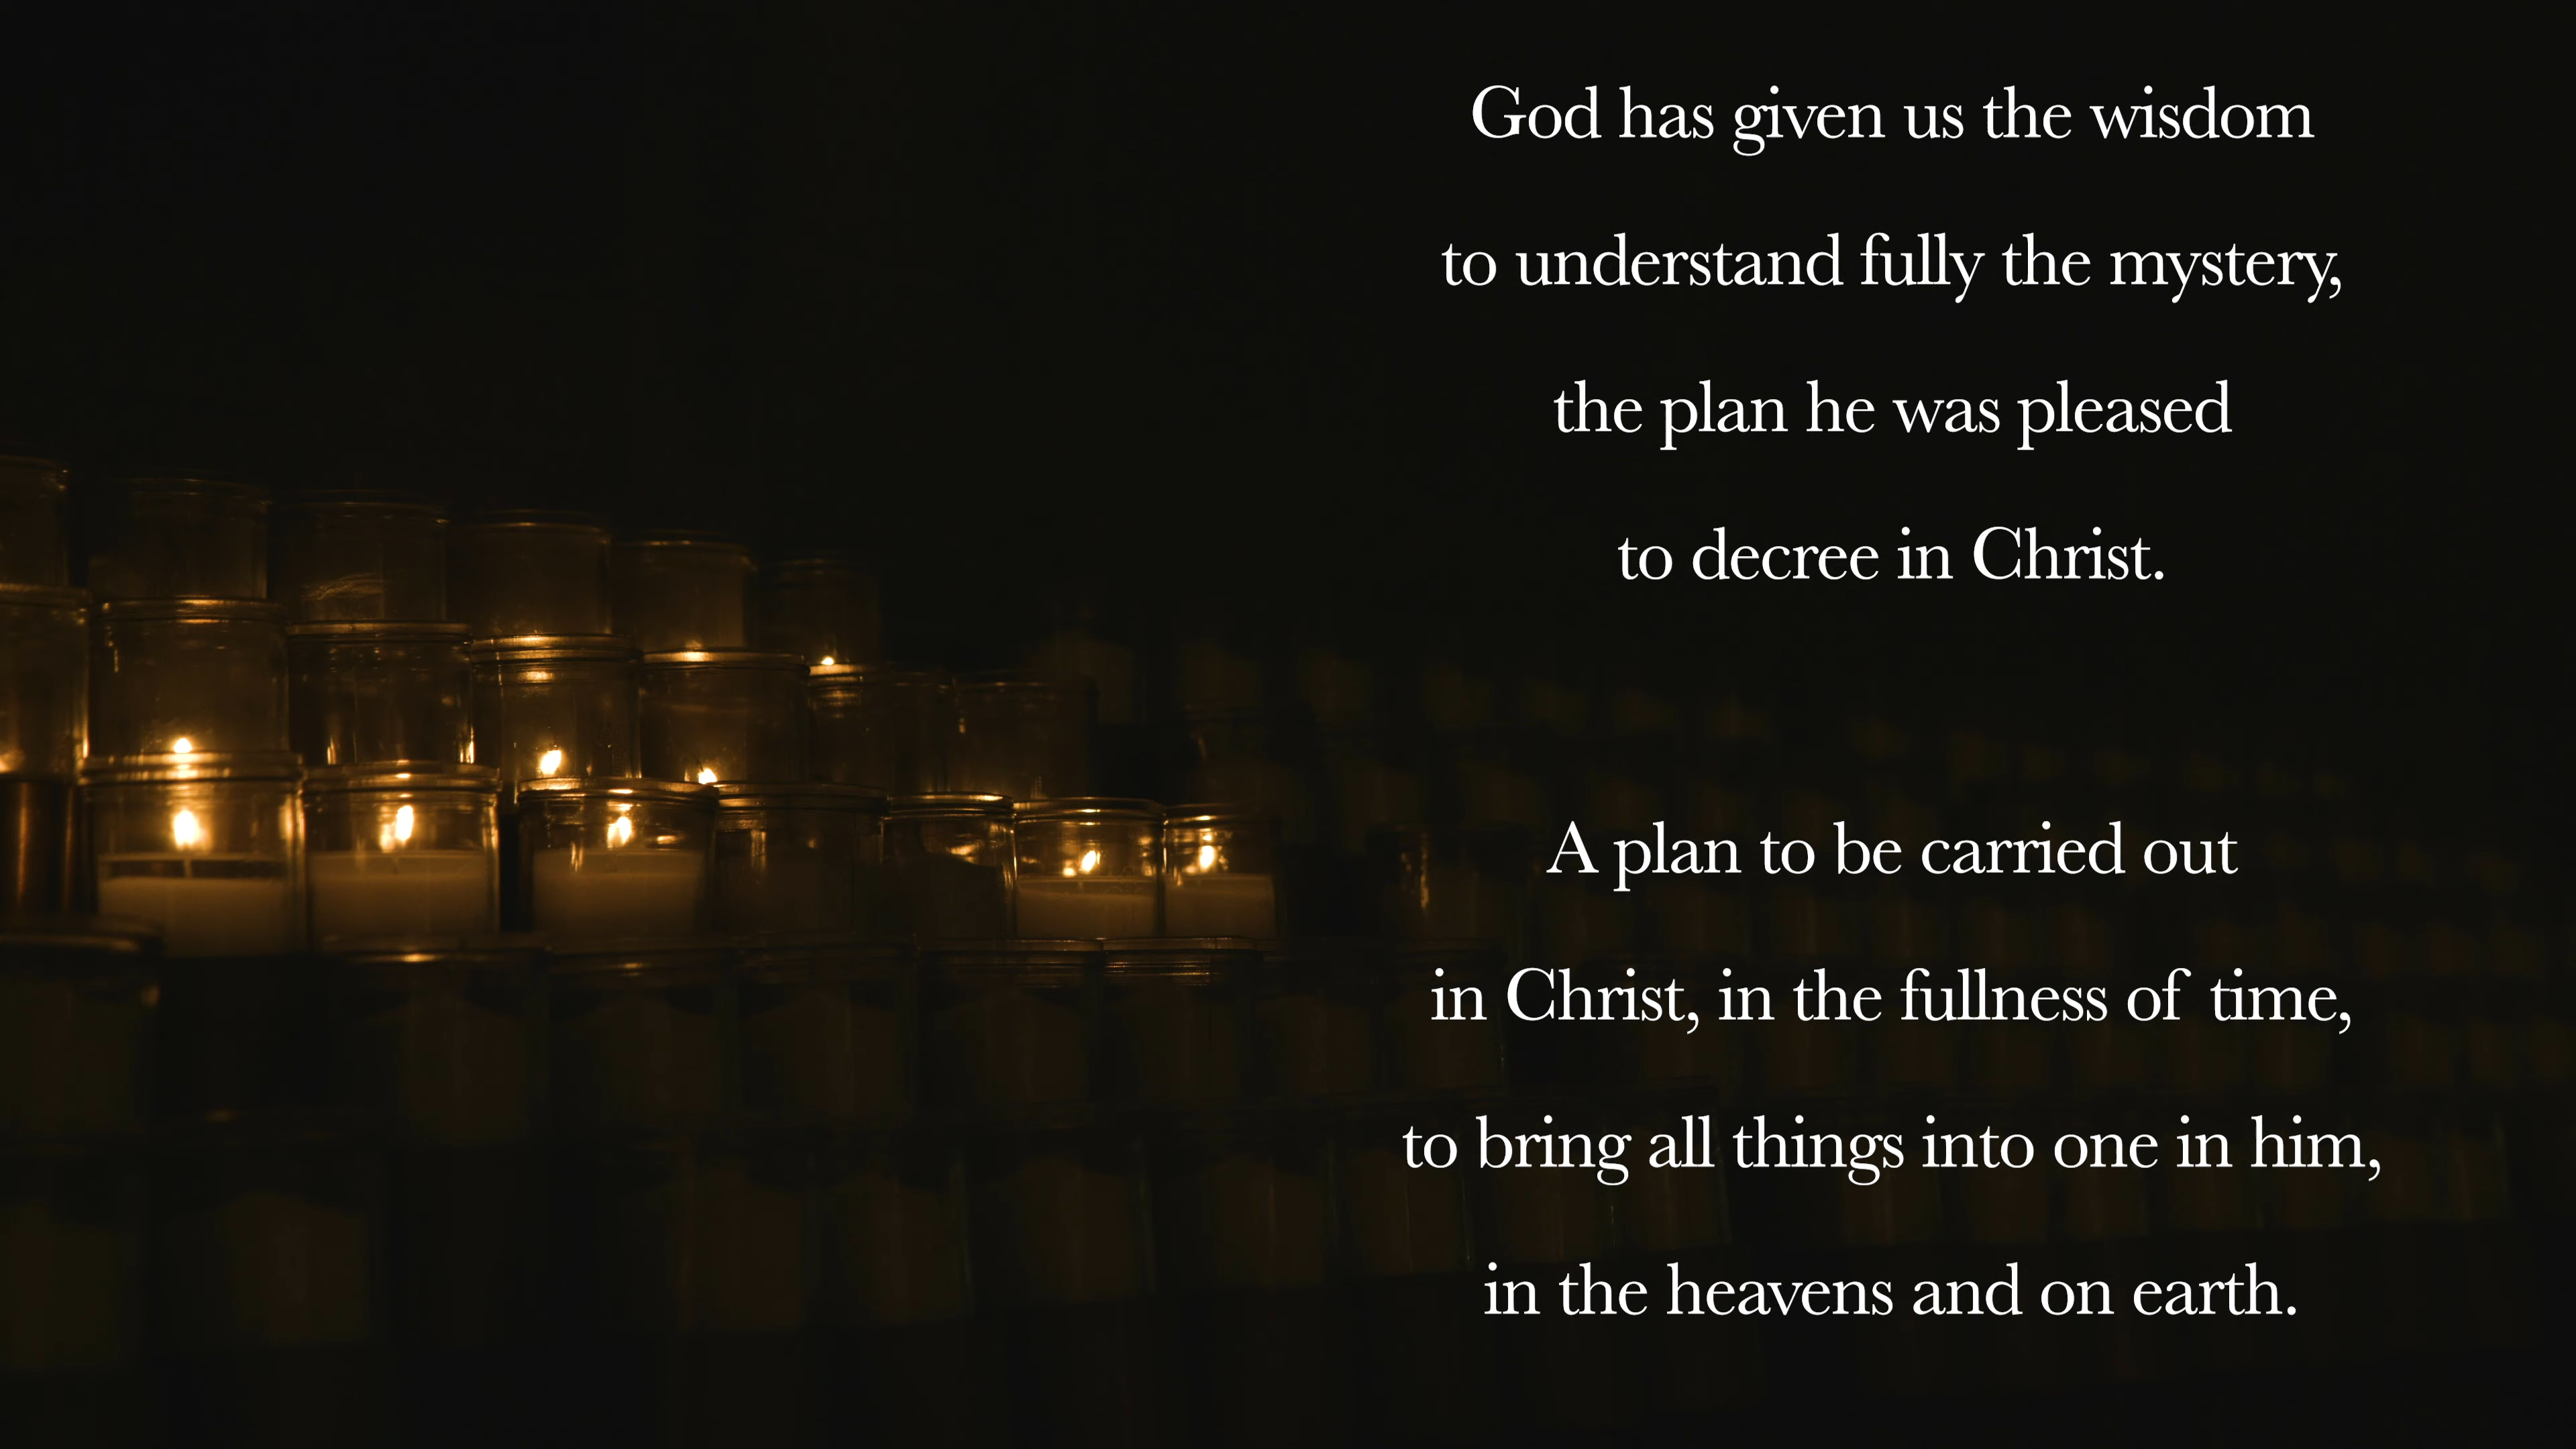 God has given us the wisdom
to understand fully the mystery,
the plan he was pleased
to decree in Christ.
A plan to be carried out
in Christ, in the fullness of time,
to bring all things into one in him,
in the heavens and on earth.